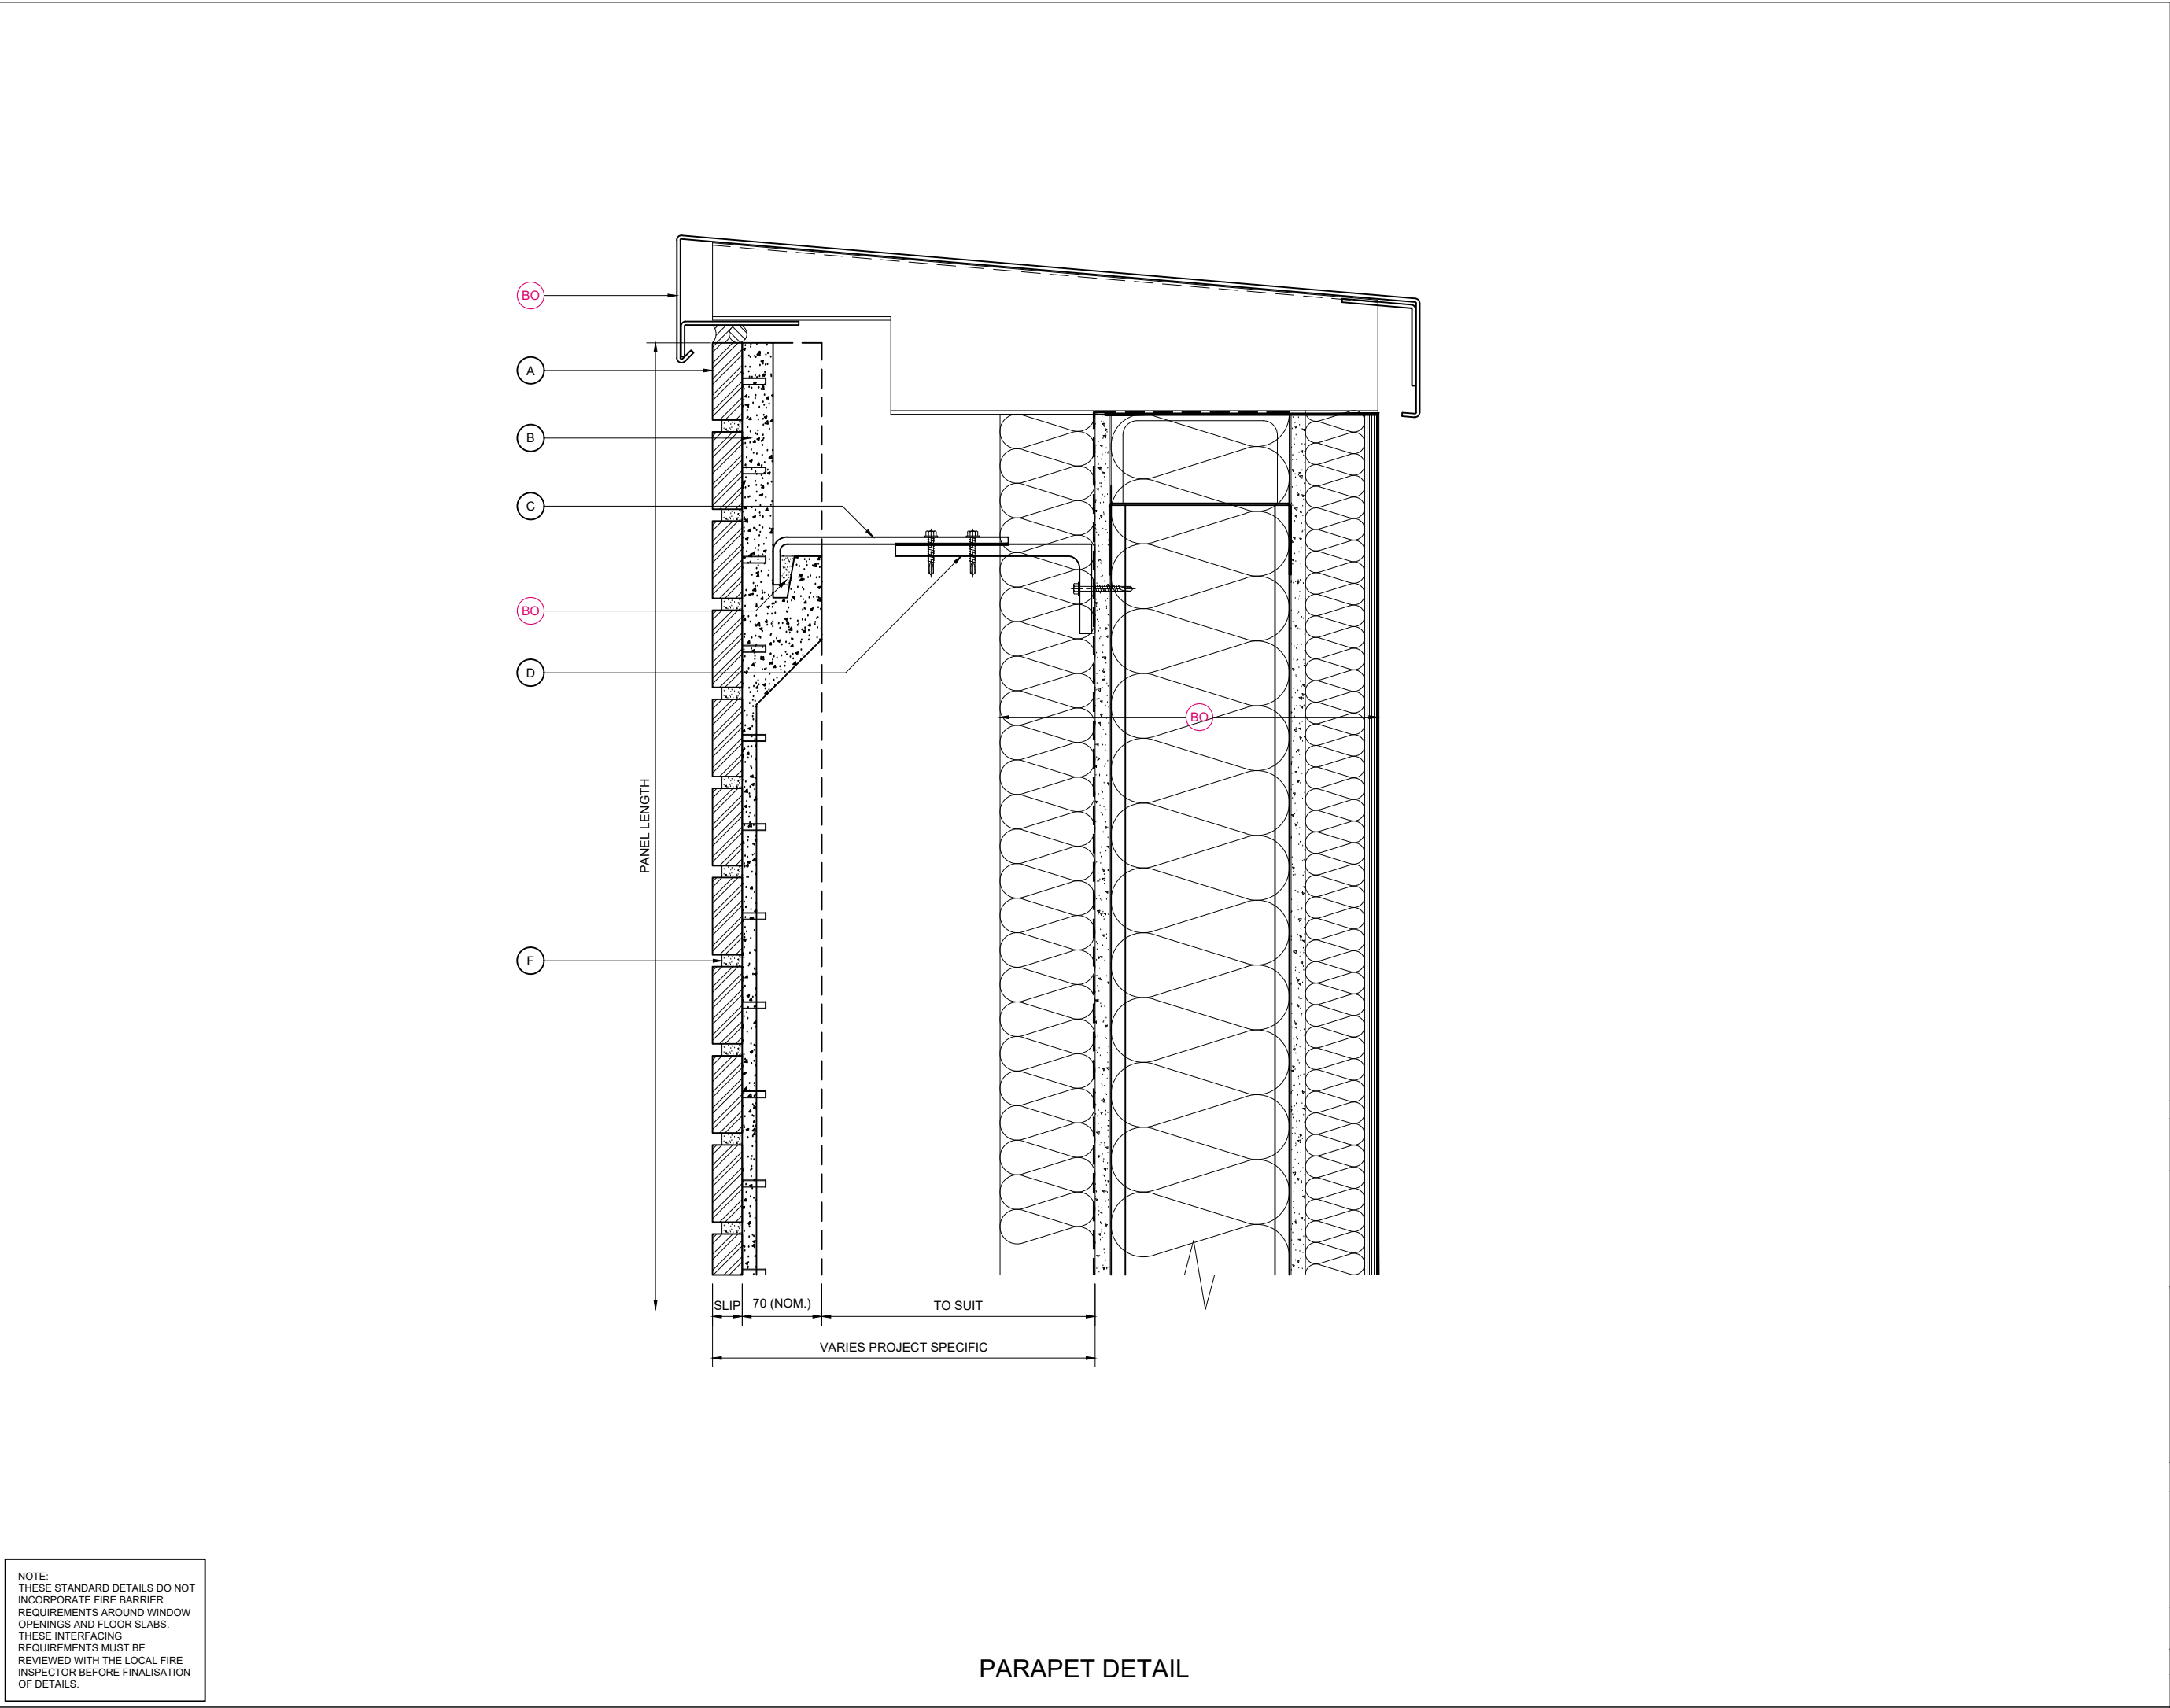 BO
A
B
C
BO
D
BO
PANEL LENGTH
F
SLIP
70 (NOM.)
TO SUIT
VARIES PROJECT SPECIFIC
NOTE:
THESE STANDARD DETAILS DO NOT
INCORPORATE FIRE BARRIER
REQUIREMENTS AROUND WINDOW
OPENINGS AND FLOOR SLABS.
THESE INTERFACING
REQUIREMENTS MUST BE
REVIEWED WITH THE LOCAL FIRE
INSPECTOR BEFORE FINALISATION
OF DETAILS.
PARAPET DETAIL